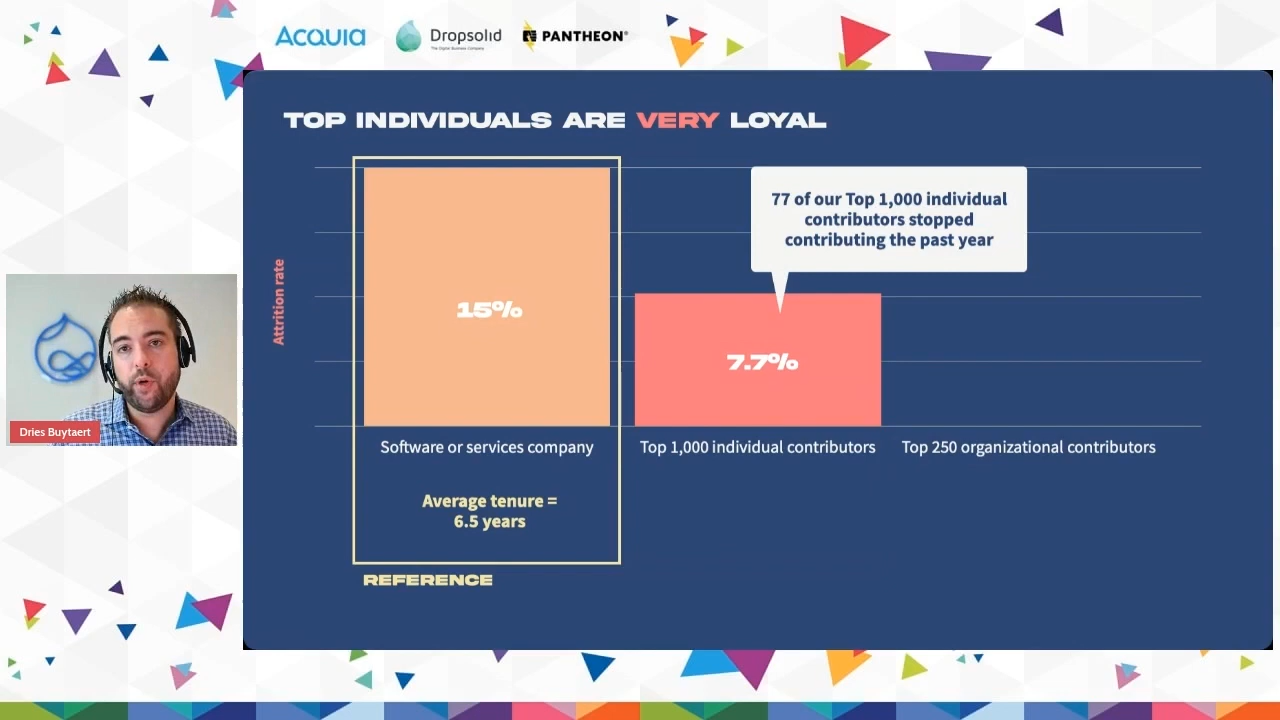 Acquia
Dropsolid
The Digital Business Company
PANTHEON®
TOP INDIVIDUALS ARE VERY LOYAL
77 of our Top 1,000 individual
contributors stopped
contributing the past year
Attrition rate
15%
7.7%
Software or services company
Top 1,000 individual contributors
Top 250 organizational contributors
Average tenure =
6.5 years
REFERENCE
Dries Buytaert